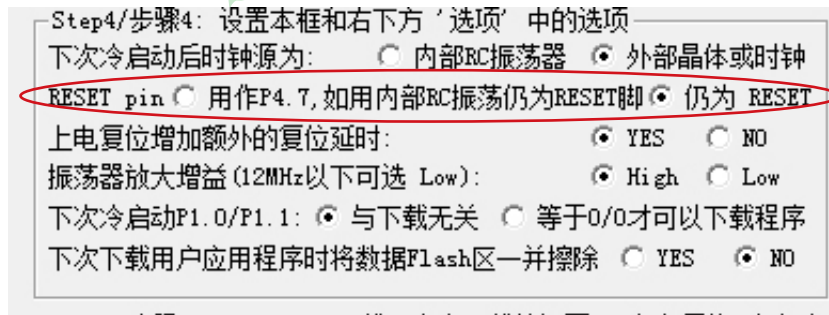 Step4/步骤4: 设置本框和右下方 '选项' 中的选项
下次冷启动后时钟源为: 内部RC振荡器 外部晶体或时钟
RESET pin 用作P4.7,如用内部RC振荡仍为RESET脚 仍为 RESET
上电复位增加额外的复位延时: YES NO
振荡器放大增益(12MHz以下可选 Low): High Low
下次冷启动P1.0/P1.1: 与下载无关 等于0/0才可以下载程序
下次下载用户应用程序时将数据Flash区一并擦除 YES NO